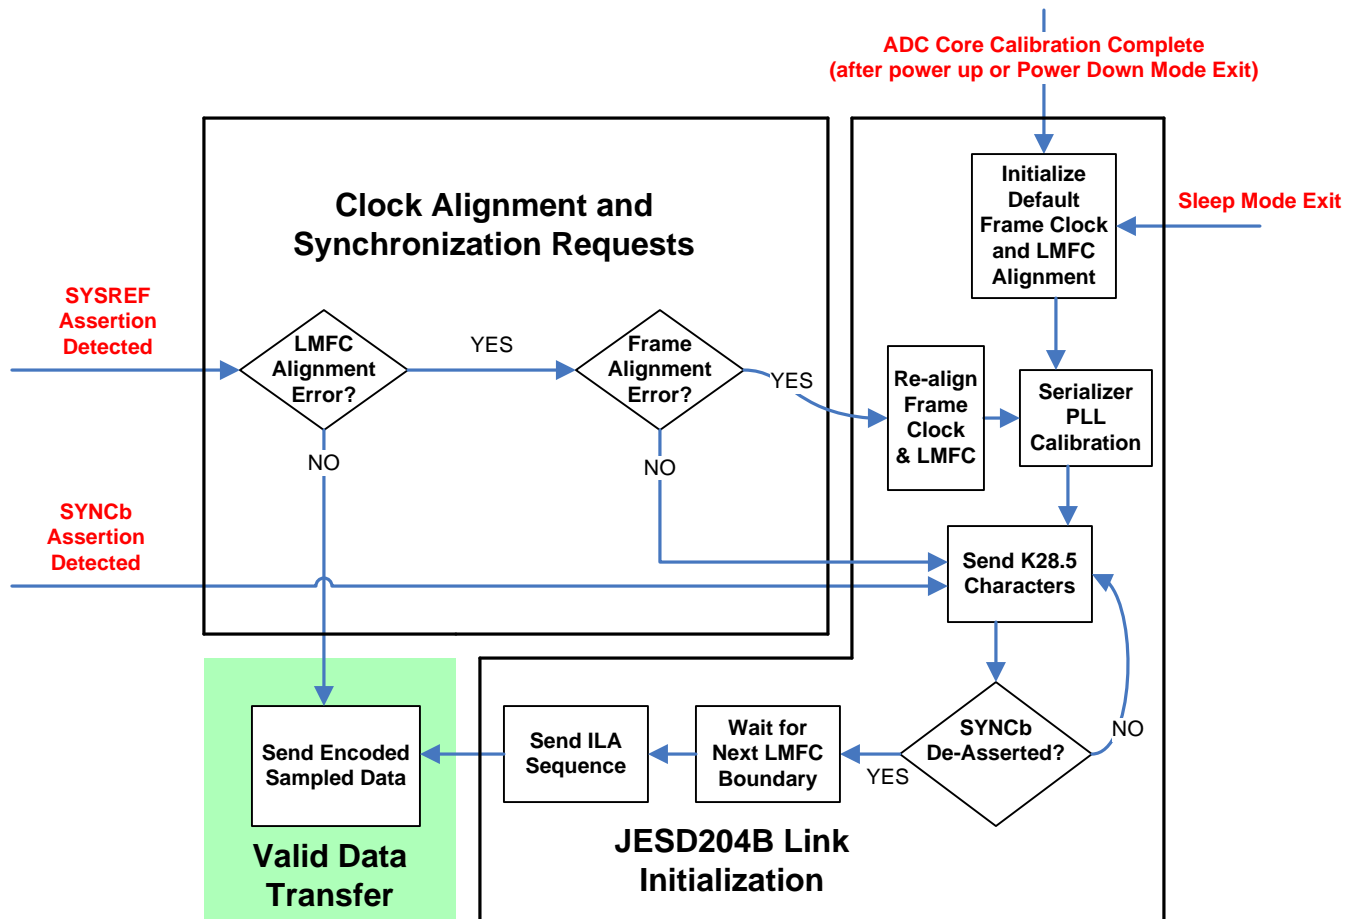 ADC Core Calibration Complete
(after power up or Power Down Mode Exit)
Clock Alignment and
Synchronization Requests
Initialize
Default
Frame Clock
and LMFC
Alignment
Sleep Mode Exit
SYSREF
Assertion
Detected
LMFC
Alignment
Error?
YES
Frame
Alignment
Error?
YES
Re-align
Frame
Clock
& LMFC
Serializer
PLL
Calibration
NO
NO
SYNCb
Assertion
Detected
Send K28.5
Characters
SYNCb
De-Asserted?
NO
YES
Wait for
Next LMFC
Boundary
Send ILA
Sequence
Send Encoded
Sampled Data
Valid Data
Transfer
JESD204B Link
Initialization